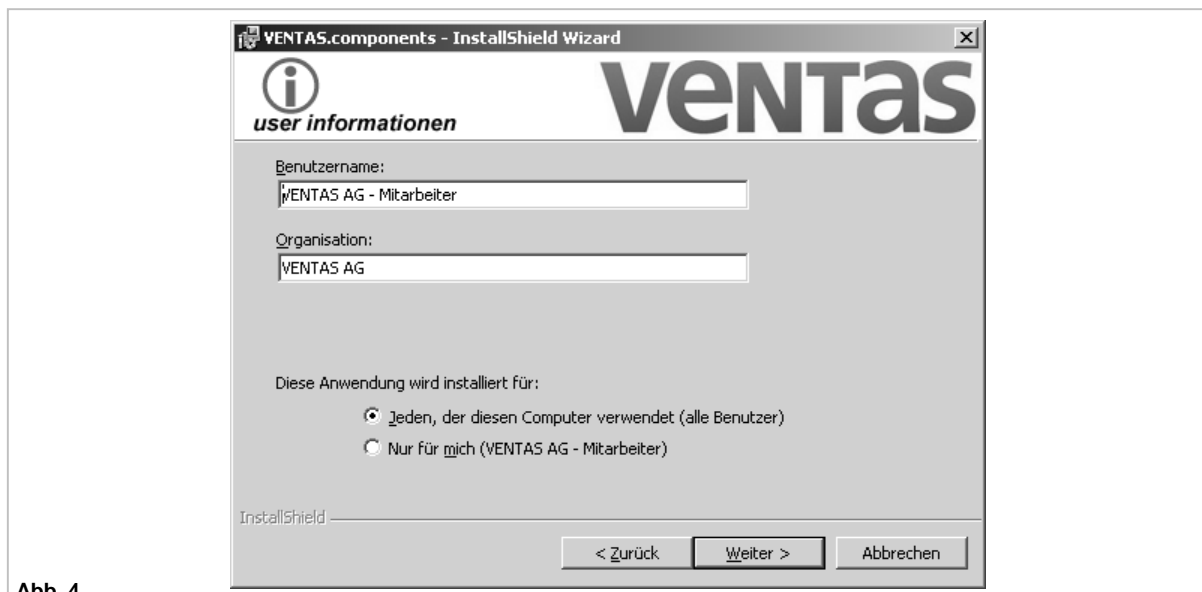 VENTAS.components - InstallShield Wizard
veNTas
user informationen
Benutzername:
VENTAS AG - Mitarbeiter
Organisation:
VENTAS AG
Diese Anwendung wird installiert für:
Jeden, der diesen Computer verwendet (alle Benutzer)
Nur für mich (VENTAS AG - Mitarbeiter)
InstallShield
< Zurück Weiter > Abbrechen
Abb. 4